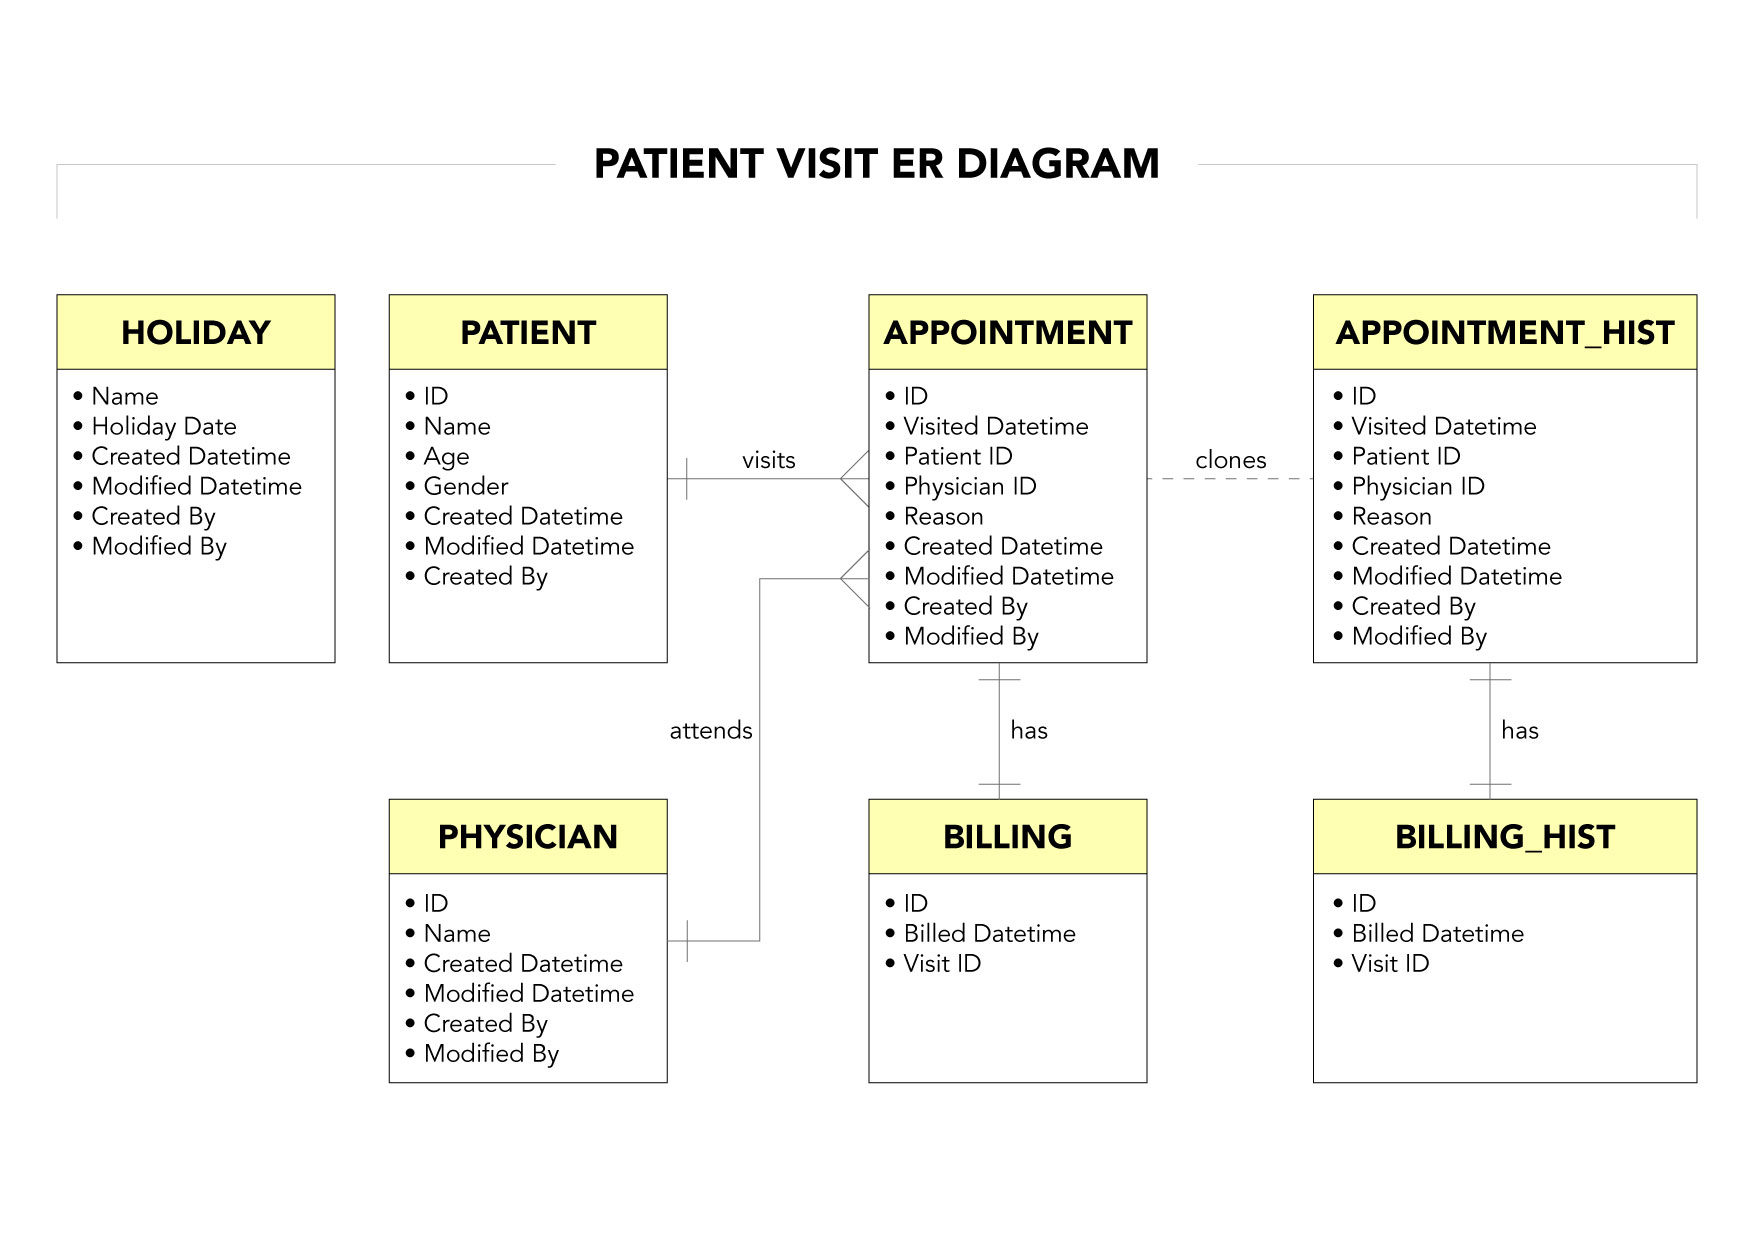 PATIENT VISIT ER DIAGRAM
HOLIDAY
• Name
• Holiday Date
• Created Datetime
• Modified Datetime
• Created By
• Modified By
PATIENT
• ID
• Name
• Age
• Gender
• Created Datetime
• Modified Datetime
• Created By
visits
APPOINTMENT
• ID
• Visited Datetime
• Patient ID
• Physician ID
• Reason
• Created Datetime
• Modified Datetime
• Created By
• Modified By
clones
APPOINTMENT_HIST
• ID
• Visited Datetime
• Patient ID
• Physician ID
• Reason
• Created Datetime
• Modified Datetime
• Created By
• Modified By
attends
has
has
PHYSICIAN
• ID
• Name
• Created Datetime
• Modified Datetime
• Created By
• Modified By
BILLING
• ID
• Billed Datetime
• Visit ID
BILLING_HIST
• ID
• Billed Datetime
• Visit ID